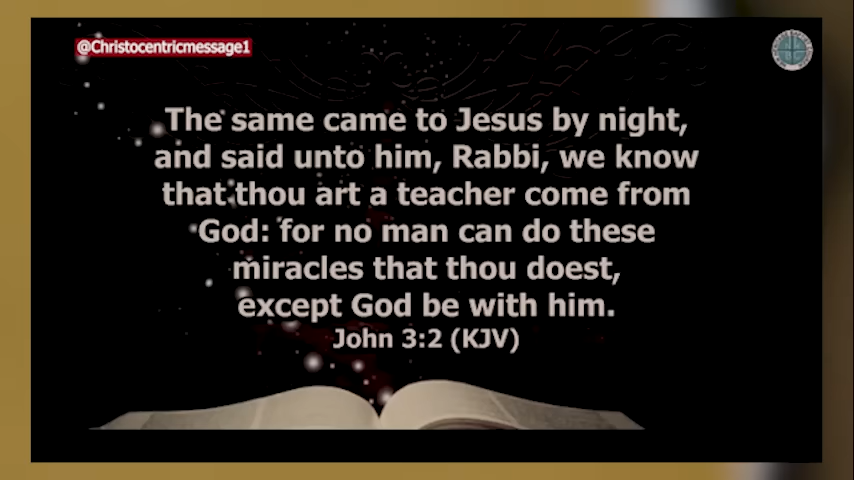 @Christocentricmessage1
The same came to Jesus by night,
and said unto him, Rabbi, we know
that thou art a teacher come from
God: for no man can do these
miracles that thou doest,
except God be with him.
John 3:2 (KJV)